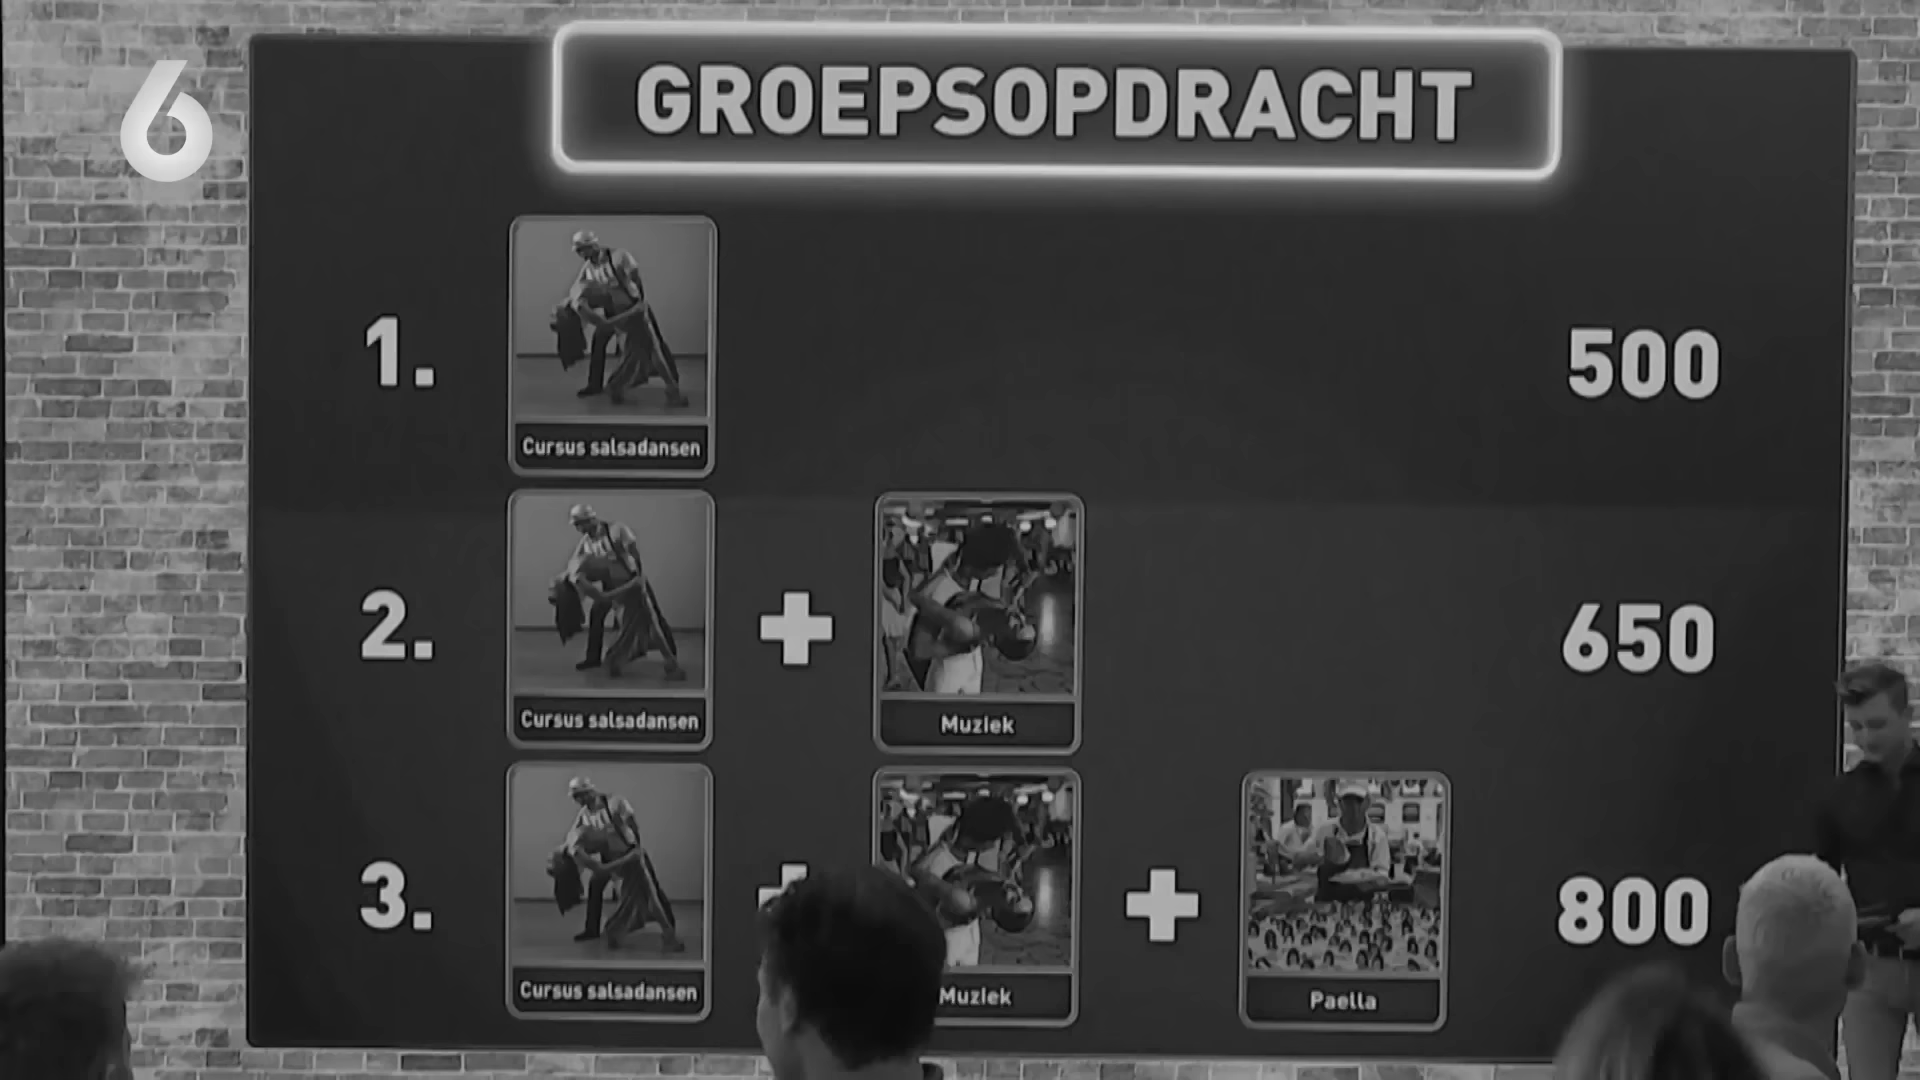 6
GROEPSOPDRACHT
1.
500
Cursus salsadansen
2.
+
650
Cursus salsadansen
Muziek
3.
+
+
800
Cursus salsadansen
Muziek
Paella